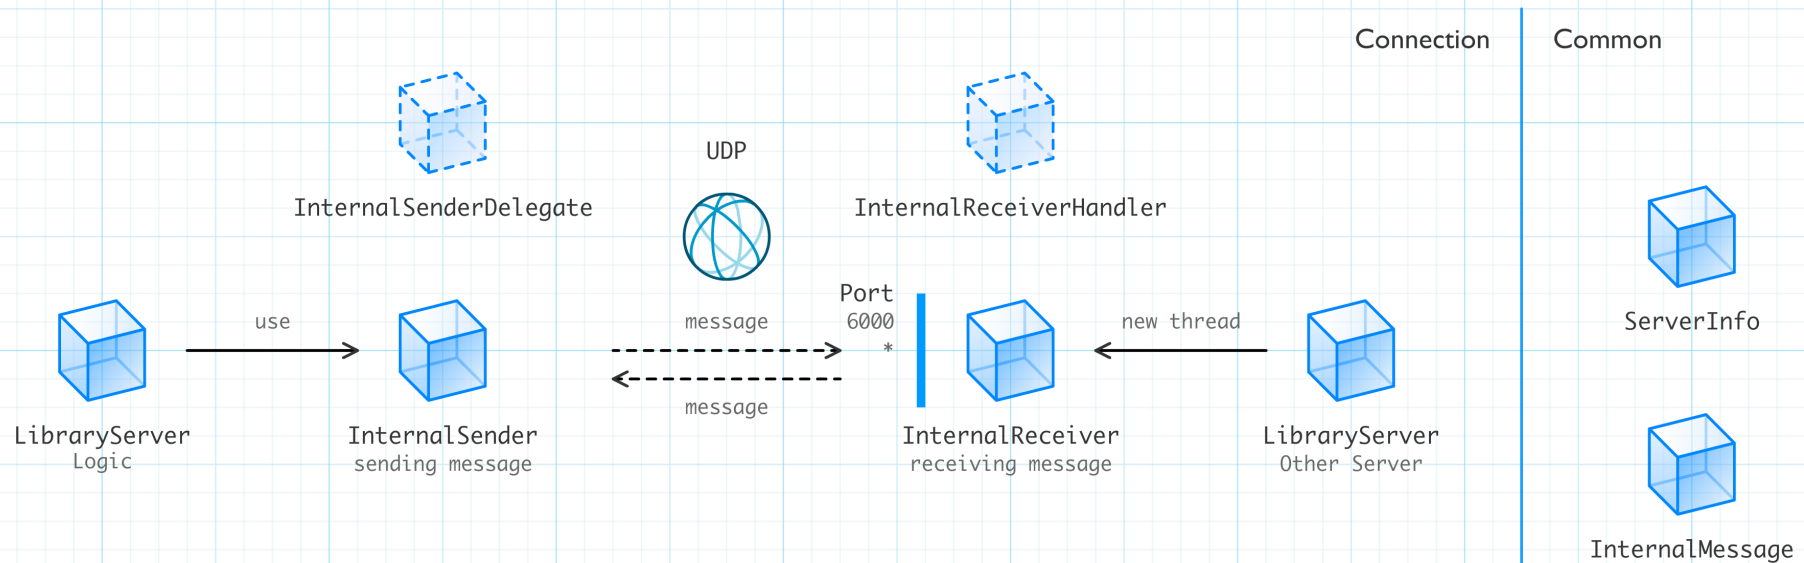 Connection
Common
UDP
InternalSenderDelegate
InternalReceiverHandler
Port
6000
*
use
message
new thread
ServerInfo
message
LibraryServer
Logic
InternalSender
sending message
InternalReceiver
receiving message
LibraryServer
Other Server
InternalMessage